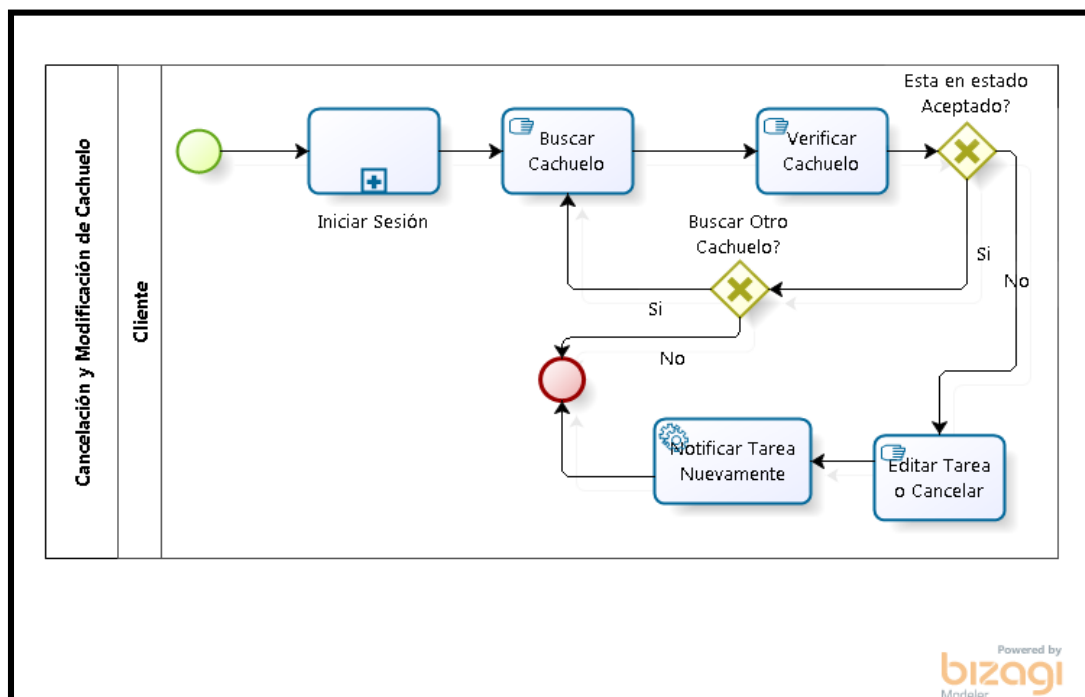 Cancelación y Modificación de Cachuelo
Cliente
Iniciar Sesión
Buscar
Cachuelo
Verificar
Cachuelo
Esta en estado
Aceptado?
Si
No
Buscar Otro
Cachuelo?
Si
No
Editar Tarea
o Cancelar
Notificar Tarea
Nuevamente
Powered by
bizagi
Modeler